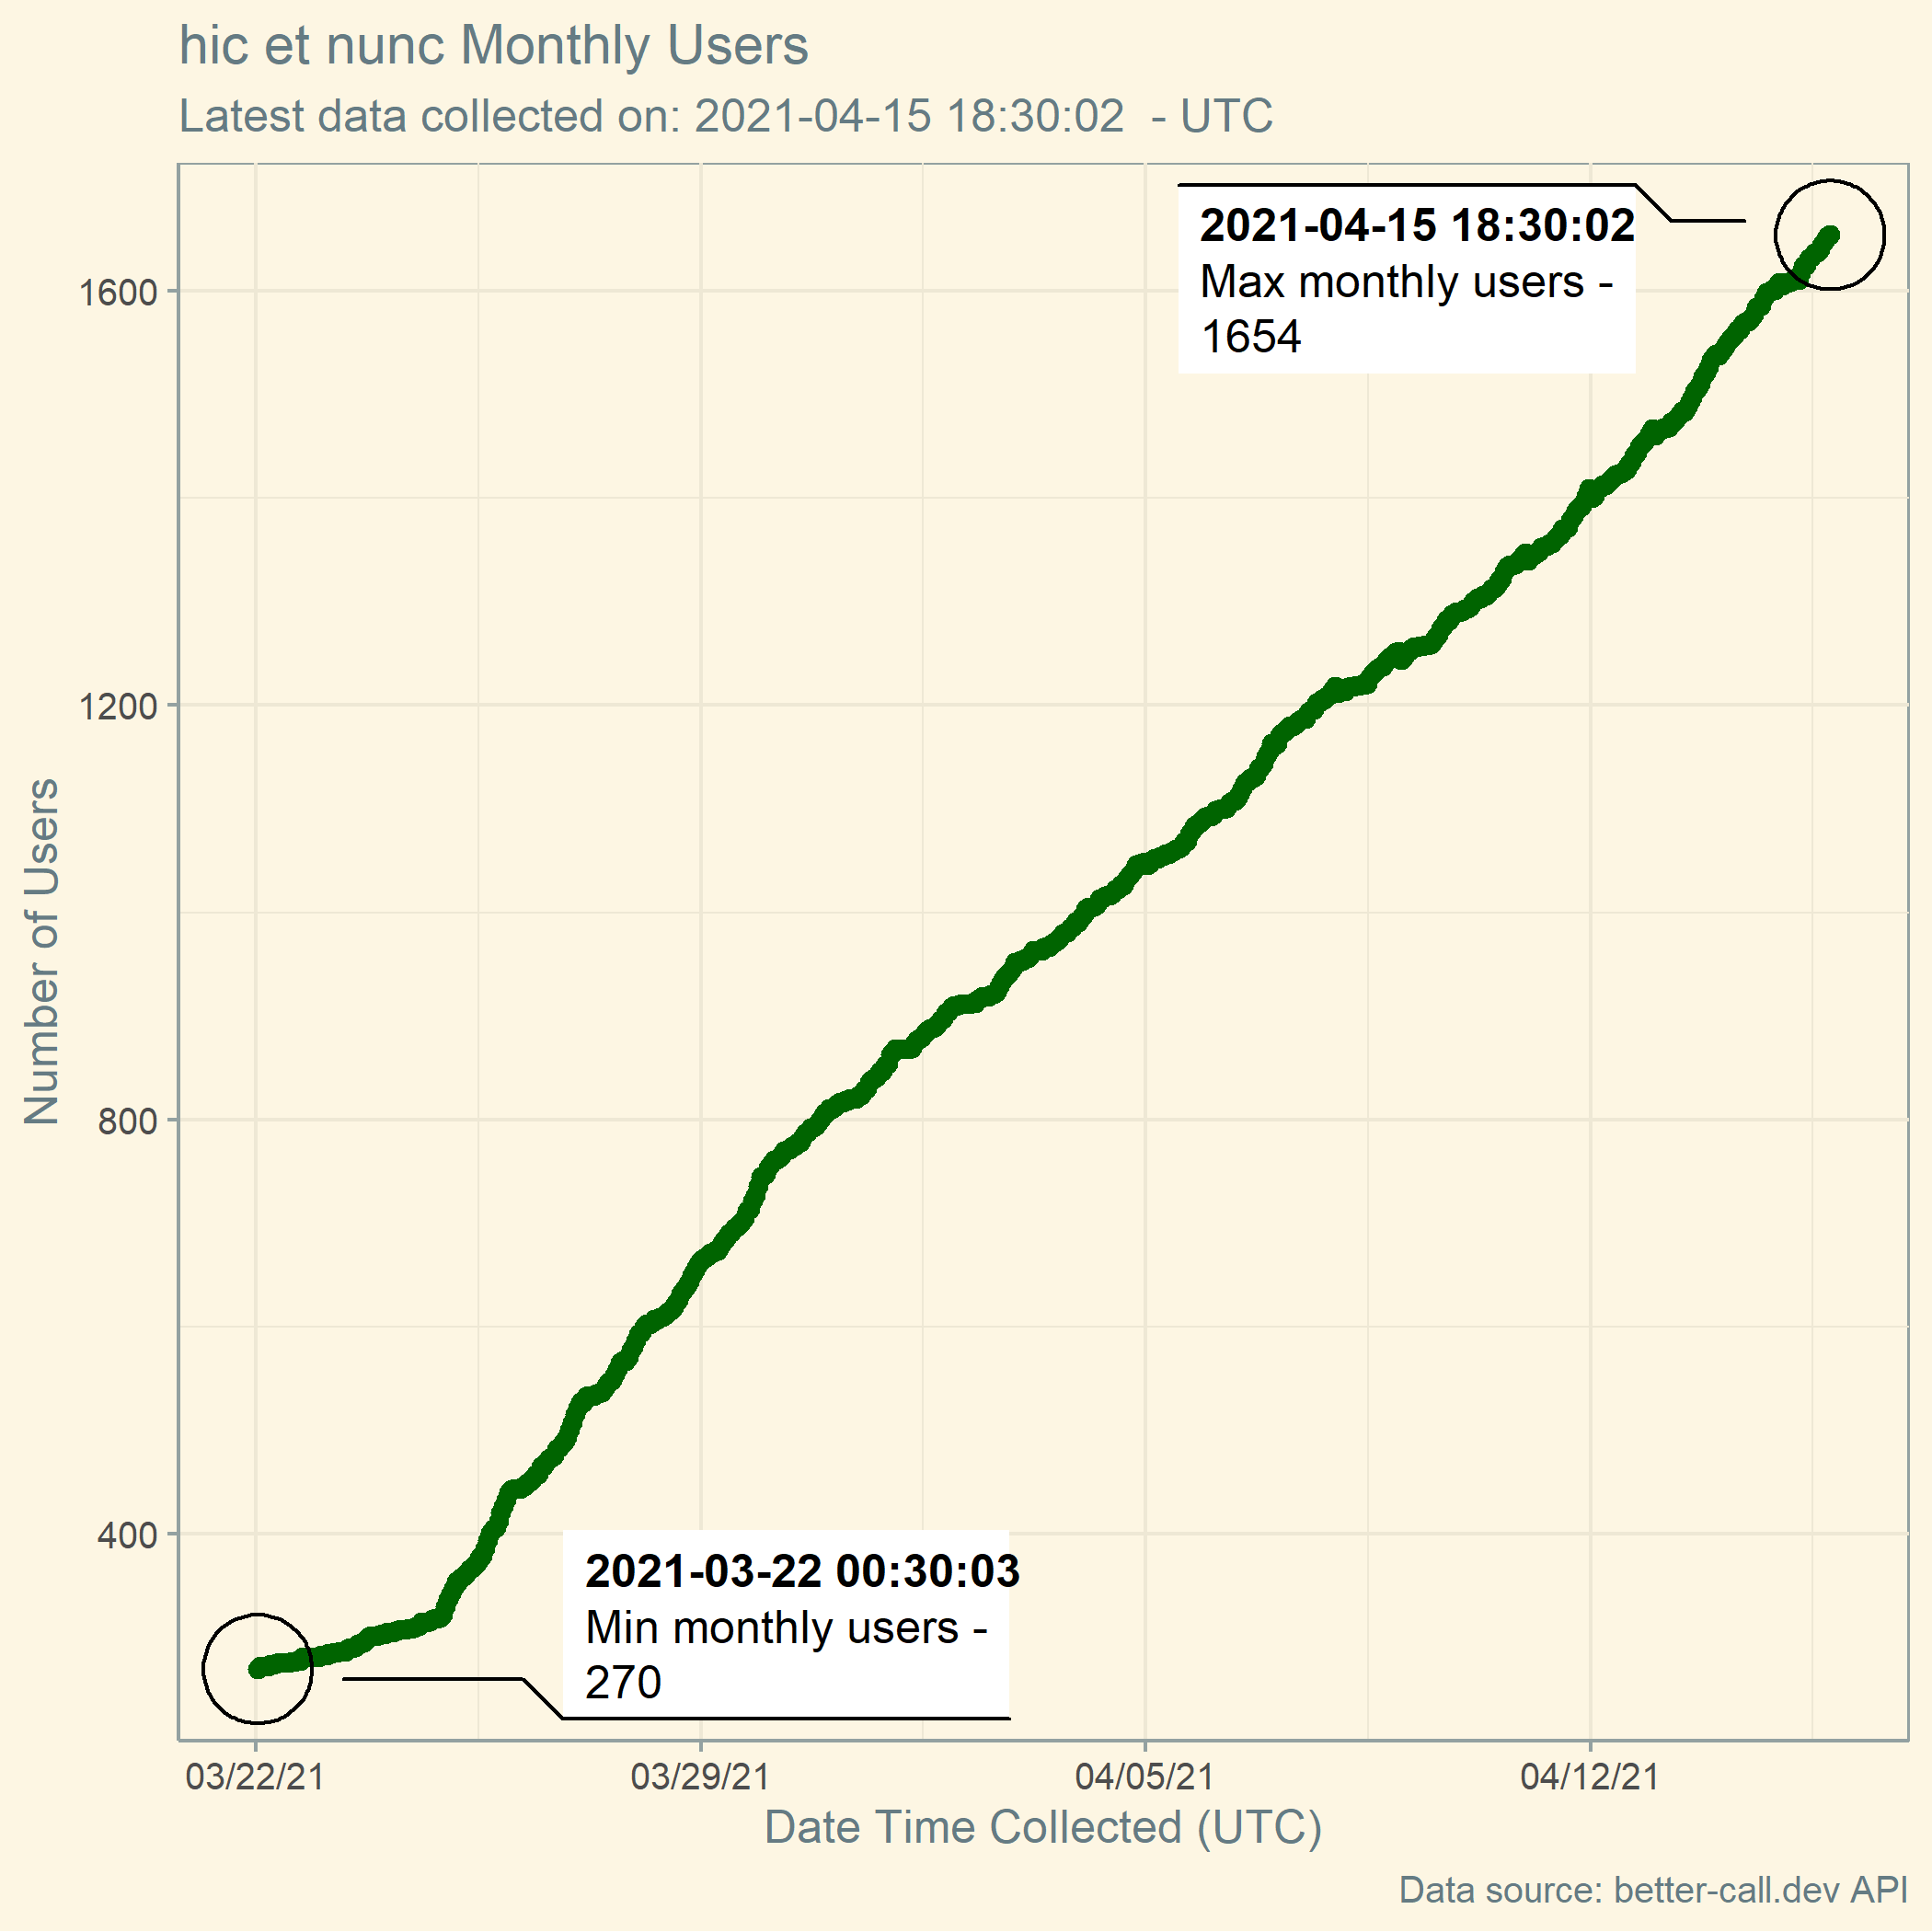 hic et nunc Monthly Users
Latest data collected on: 2021-04-15 18:30:02  - UTC
2021-04-15 18:30:02
Max monthly users -
1654
1600
1200
800
400
Number of Users
2021-03-22 00:30:03
Min monthly users -
270
03/22/21
03/29/21
04/05/21
04/12/21
Date Time Collected (UTC)
Data source: better-call.dev API